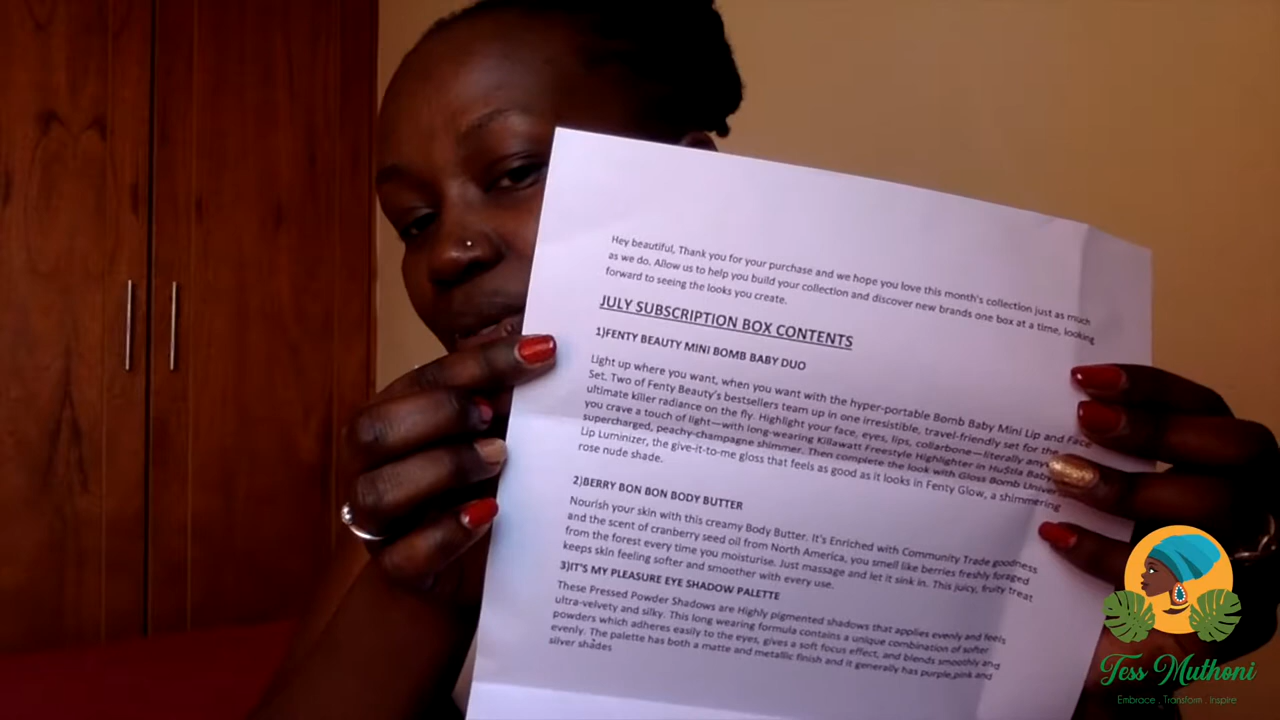 Hey beautiful, Thank you for your purchase and we hope you love this month's collection just as much
as we do. Allow us to help you build your collection and discover new brands one box at a time, looking
forward to seeing the looks you create.
JULY SUBSCRIPTION BOX CONTENTS
1)FENTY BEAUTY MINI BOMB BABY DUO
Light up where you want, when you want with the hyper-portable Bomb Baby Mini Lip and Face
Set. Two of Fenty Beauty's bestsellers team up in one irresistible, travel-friendly set for the
ultimate killer radiance on the fly. Highlight your face, eyes, lips, collarbone—literally
you crave a touch of light—with long-wearing Killawatt Freestyle Highlighter in Hu$tla Baby
supercharged, peachy-champagne shimmer. Then complete the look with Gloss Bomb
Lip Luminizer, the give-it-to-me gloss that feels as good as it looks in Fenty Glow, a shimmering
rose nude shade.
2)BERRY BON BON BODY BUTTER
Nourish your skin with this creamy Body Butter. It's Enriched with Community Trade goodness
and the scent of cranberry seed oil from North America, you smell like berries freshly foraged
from the forest every time you moisturise. Just massage and let it sink in. This juicy, fruity treat
keeps skin feeling softer and smoother with every use.
3)IT'S MY PLEASURE EYE SHADOW PALETTE
These Pressed Powder Shadows are Highly pigmented shadows that applies evenly and feels
ultra-velvety and silky. This long wearing formula contains a unique combination of softer
powders which adheres easily to the eyes, gives a soft focus effect, and blends smoothly and
evenly. The palette has both a matte and metallic finish and it generally has purple,pink and
silver shades
Tess Muthoni
Embrace . Transform . Inspire